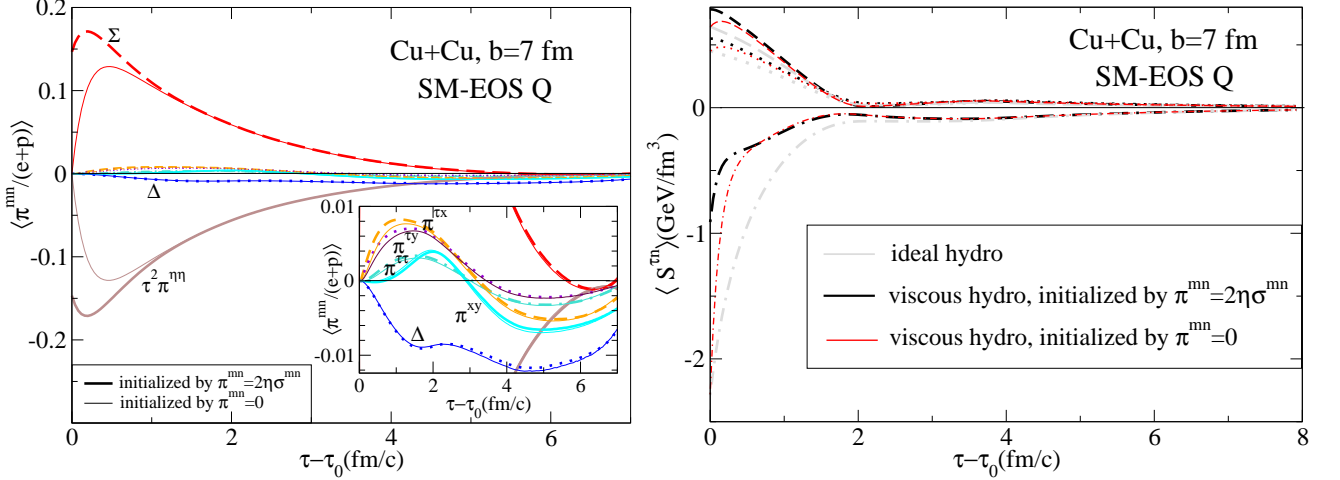 ⟨π^mn/(e+p)⟩
0.2
0.1
0
-0.1
-0.2
Σ
Cu+Cu, b=7 fm
SM-EOS Q
Δ
τ²π^ηη
initialized by π^mn=2ησ^mn
initialized by π^mn=0
0 2 4 6
τ−τ₀(fm/c)
⟨π^mn/(e+p)⟩
0.01
0
-0.01
π^τx
π^τy
π^ττ
π^xy
Δ
0 2 4 6
τ−τ₀(fm/c)
⟨S^τn⟩(GeV/fm³)
0
-1
-2
Cu+Cu, b=7 fm
SM-EOS Q
ideal hydro
viscous hydro, initialized by π^mn=2ησ^mn
viscous hydro, initialized by π^mn=0
0 2 4 6 8
τ−τ₀(fm/c)